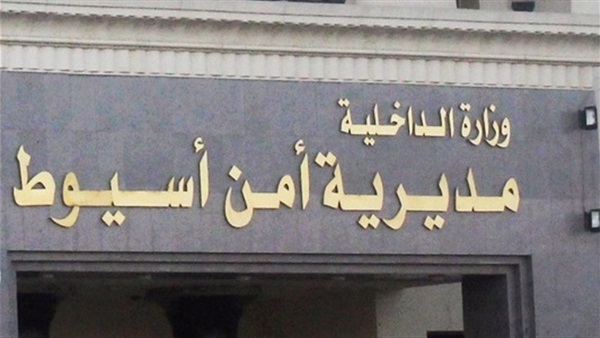 وزارة الداخلية
مديرية أمن أسيوط